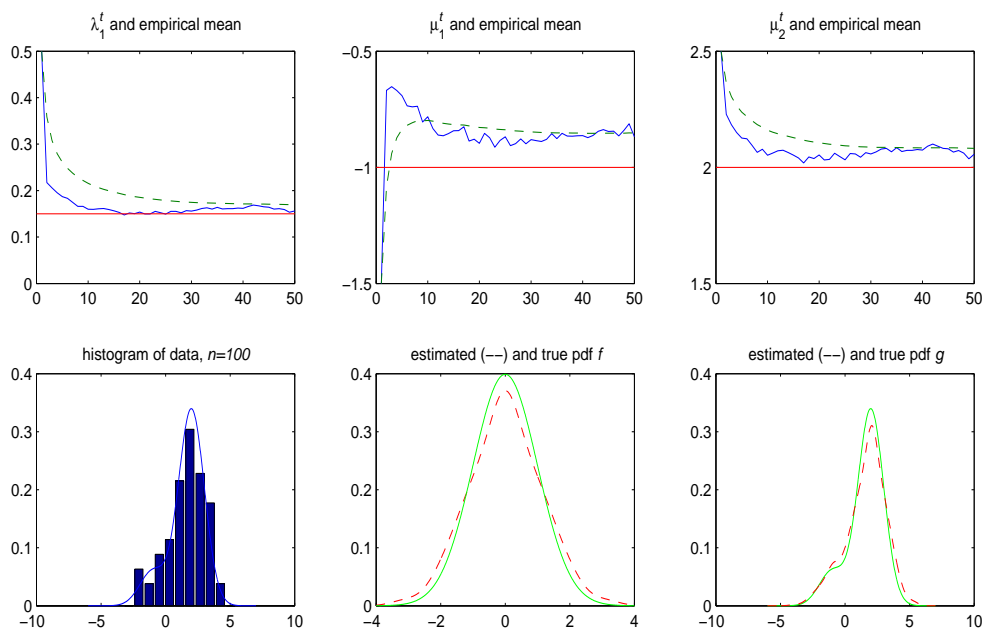 λ₁ᵗ and empirical mean
0.5
0.4
0.3
0.2
0.1
0
0 10 20 30 40 50
μ₁ᵗ and empirical mean
−0.5
−1
−1.5
0 10 20 30 40 50
μ₂ᵗ and empirical mean
2.5
2
1.5
0 10 20 30 40 50
histogram of data, n=100
0.4
0.3
0.2
0.1
0
−10 −5 0 5 10
estimated (−−) and true pdf f
0.4
0.3
0.2
0.1
0
−4 −2 0 2 4
estimated (−−) and true pdf g
0.4
0.3
0.2
0.1
0
−10 −5 0 5 10